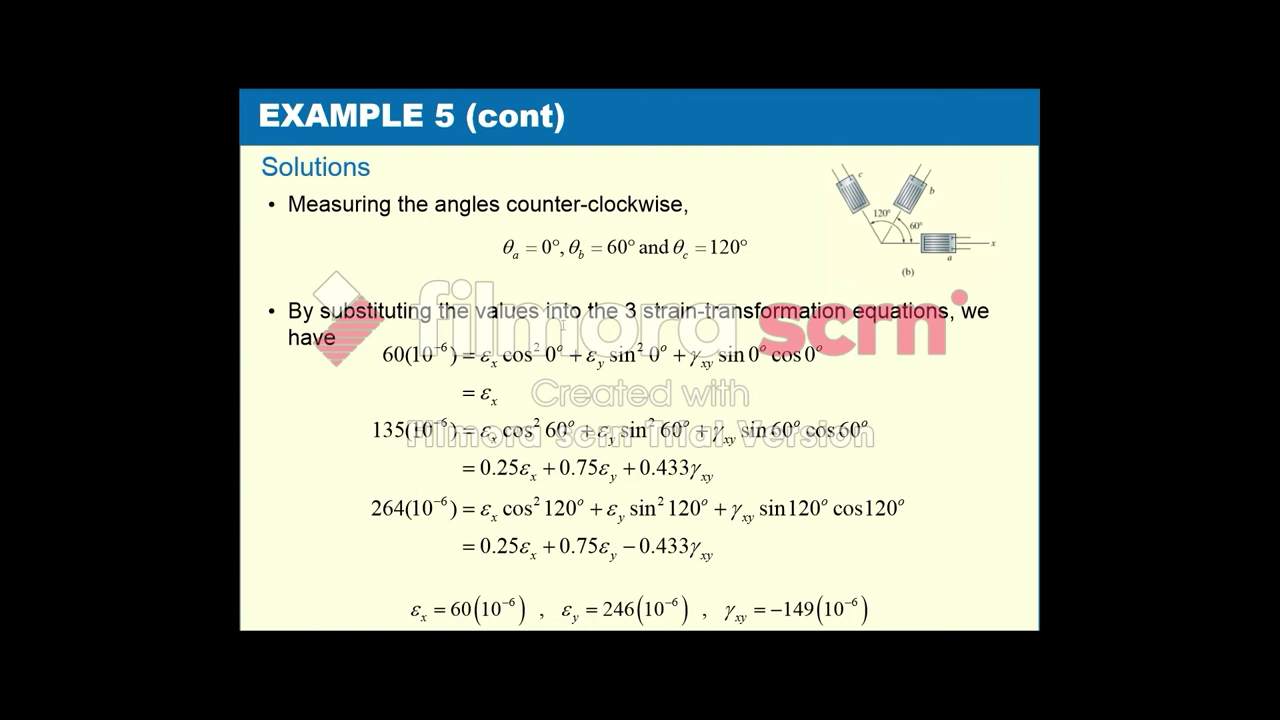 EXAMPLE 5 (cont)
Solutions
• Measuring the angles counter-clockwise,
θa = 0°, θb = 60° and θc = 120°
c
b
120°
60°
x
a
(b)
• By substituting the values into the 3 strain-transformation equations, we
have
60(10⁻⁶) = εx cos² 0° + εy sin² 0° + γxy sin 0° cos 0°
= εx
135(10⁻⁶) = εx cos² 60° + εy sin² 60° + γxy sin 60° cos 60°
= 0.25εx + 0.75εy + 0.433γxy
264(10⁻⁶) = εx cos² 120° + εy sin² 120° + γxy sin 120° cos 120°
= 0.25εx + 0.75εy − 0.433γxy
εx = 60(10⁻⁶) , εy = 246(10⁻⁶) , γxy = −149(10⁻⁶)
filmora scrn
Created with
Filmora scrn Trial Version